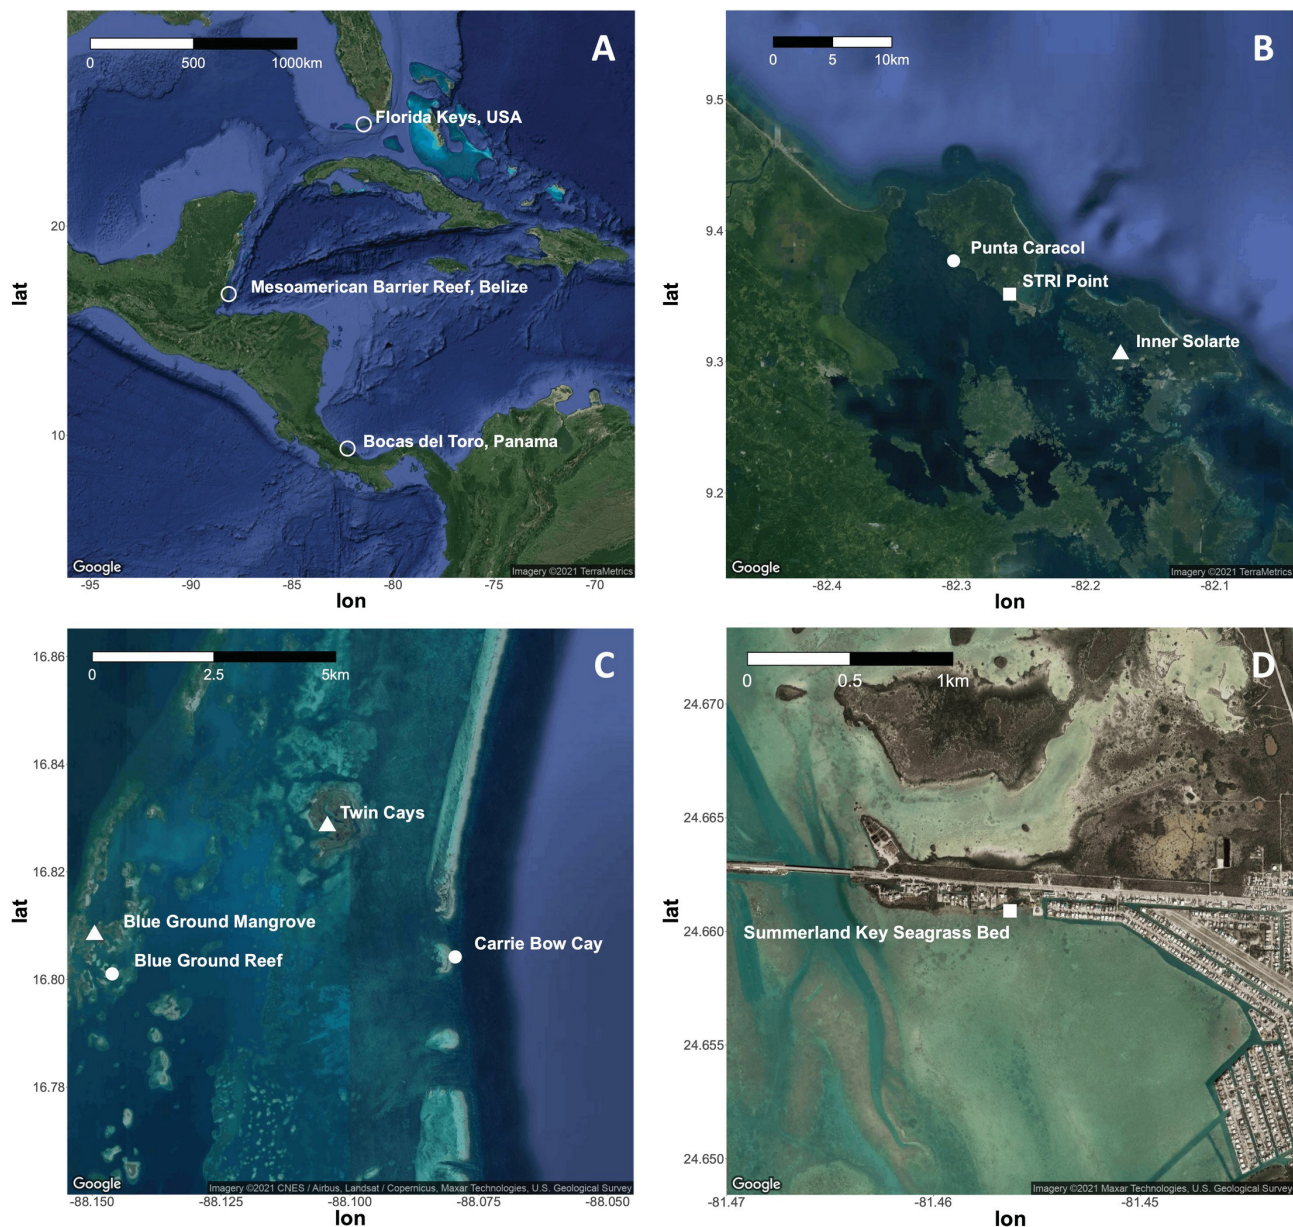 A
0 500 1000km
Florida Keys, USA
Mesoamerican Barrier Reef, Belize
Bocas del Toro, Panama
20
10
lat
Google
Imagery ©2021 TerraMetrics
-95 -90 -85 -80 -75 -70
lon
B
0 5 10km
Punta Caracol
STRI Point
Inner Solarte
9.5
9.4
9.3
9.2
lat
Google
Imagery ©2021 TerraMetrics
-82.4 -82.3 -82.2 -82.1
lon
C
0 2.5 5km
Twin Cays
Blue Ground Mangrove
Blue Ground Reef
Carrie Bow Cay
16.86
16.84
16.82
16.80
16.78
lat
Google
Imagery ©2021 CNES / Airbus, Landsat / Copernicus, Maxar Technologies, U.S. Geological Survey
-88.150 -88.125 -88.100 -88.075 -88.050
lon
D
0 0.5 1km
Summerland Key Seagrass Bed
24.670
24.665
24.660
24.655
24.650
lat
Google
Imagery ©2021 Maxar Technologies, U.S. Geological Survey
-81.47 -81.46 -81.45
lon